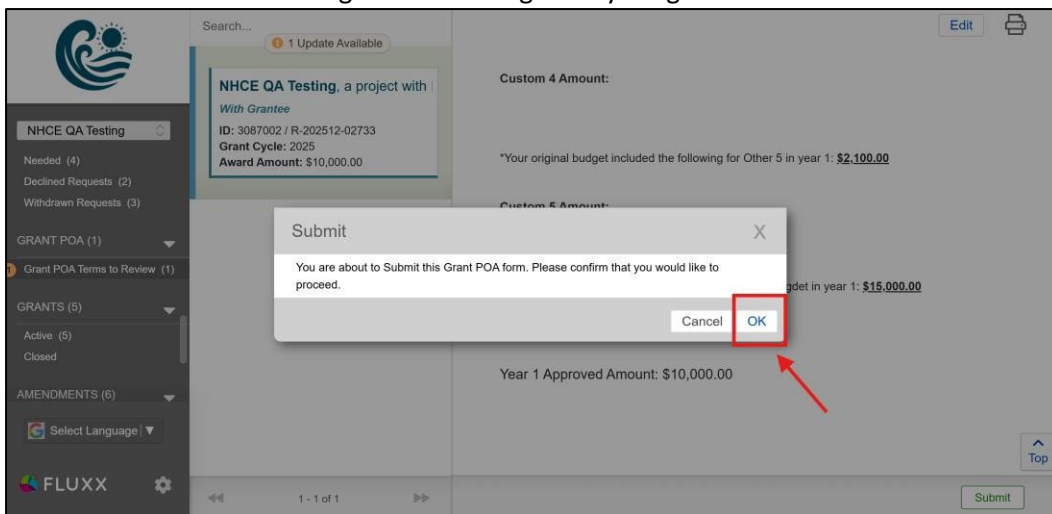 Search...
1 Update Available
Edit
NHCE QA Testing, a project with
With Grantee
ID: 3087002 / R-202512-02733
Grant Cycle: 2025
Award Amount: $10,000.00
NHCE QA Testing
Needed (4)
Declined Requests (2)
Withdrawn Requests (3)
GRANT POA (1)
Grant POA Terms to Review (1)
GRANTS (5)
Active (5)
Closed
AMENDMENTS (6)
Select Language ▼
FLUXX
1 - 1 of 1
Custom 4 Amount:
*Your original budget included the following for Other 5 in year 1: $2,100.00
Custom 5 Amount:
Submit
X
You are about to Submit this Grant POA form. Please confirm that you would like to
proceed.
Cancel
OK
in year 1: $15,000.00
Year 1 Approved Amount: $10,000.00
Top
Submit